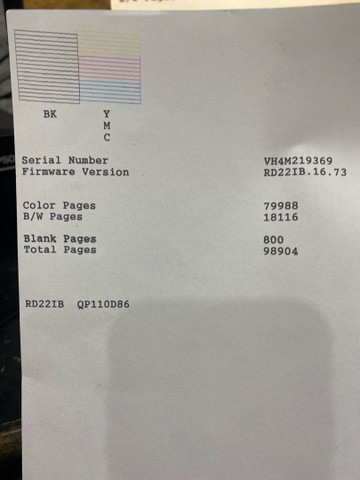 BK Y
M
C
Serial Number VH4M219369
Firmware Version RD22IB.16.73
Color Pages 79988
B/W Pages 18116
Blank Pages 800
Total Pages 98904
RD22IB QP110D86